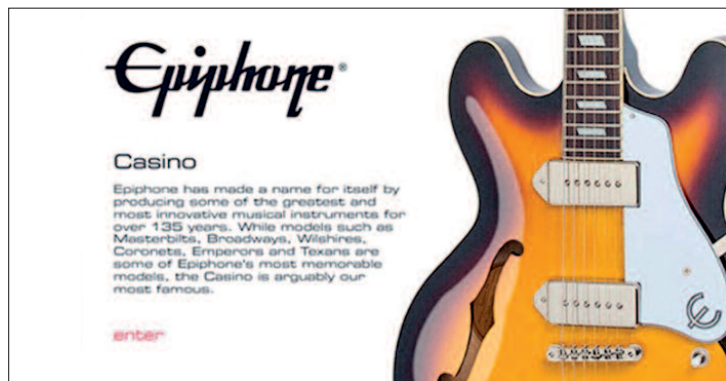 Epiphone®
Casino
Epiphone has made a name for itself by
producing some of the greatest and
most innovative musical instruments for
over 135 years. While models such as
Masterbilts, Broadways, Wilshires,
Coronets, Emperors and Texans are
some of Epiphone's most memorable
models, the Casino is arguably our
most famous.
enter